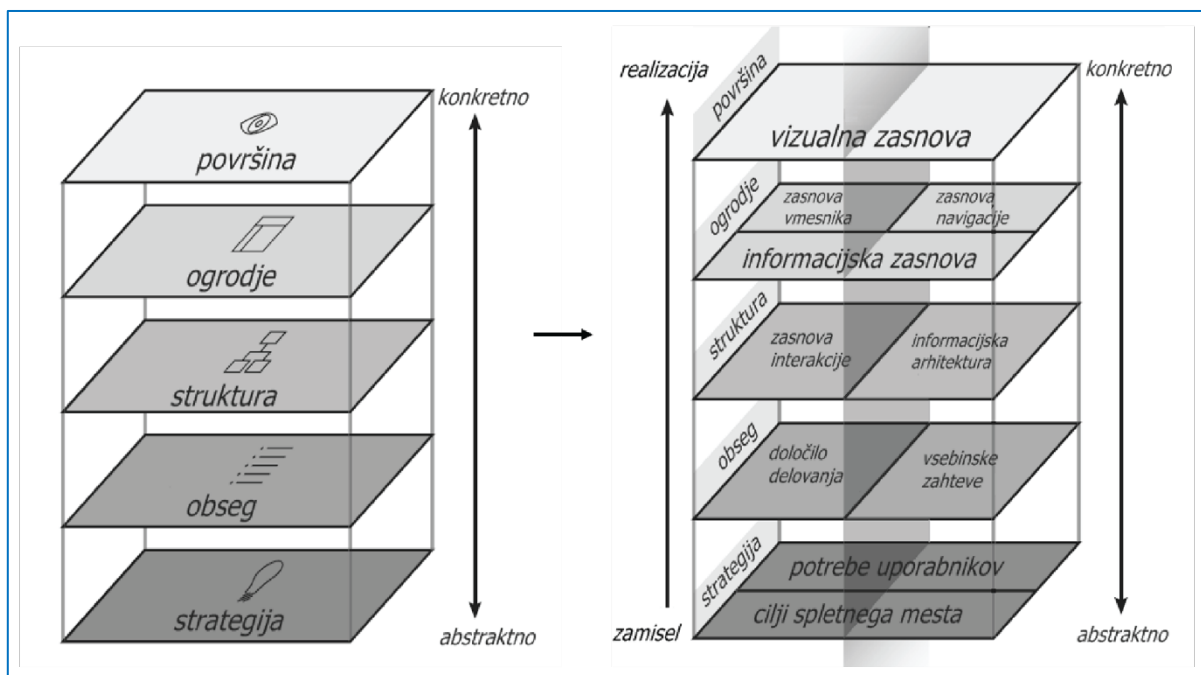 konkretno
površina
ogrodje
struktura
obseg
strategija
abstraktno
realizacija
konkretno
površina
vizualna zasnova
ogrodje
zasnova
vmesnika
zasnova
navigacije
informacijska zasnova
struktura
zasnova
interakcije
informacijska
arhitektura
obseg
določilo
delovanja
vsebinske
zahteve
strategija
potrebe uporabnikov
cilji spletnega mesta
zamisel
abstraktno